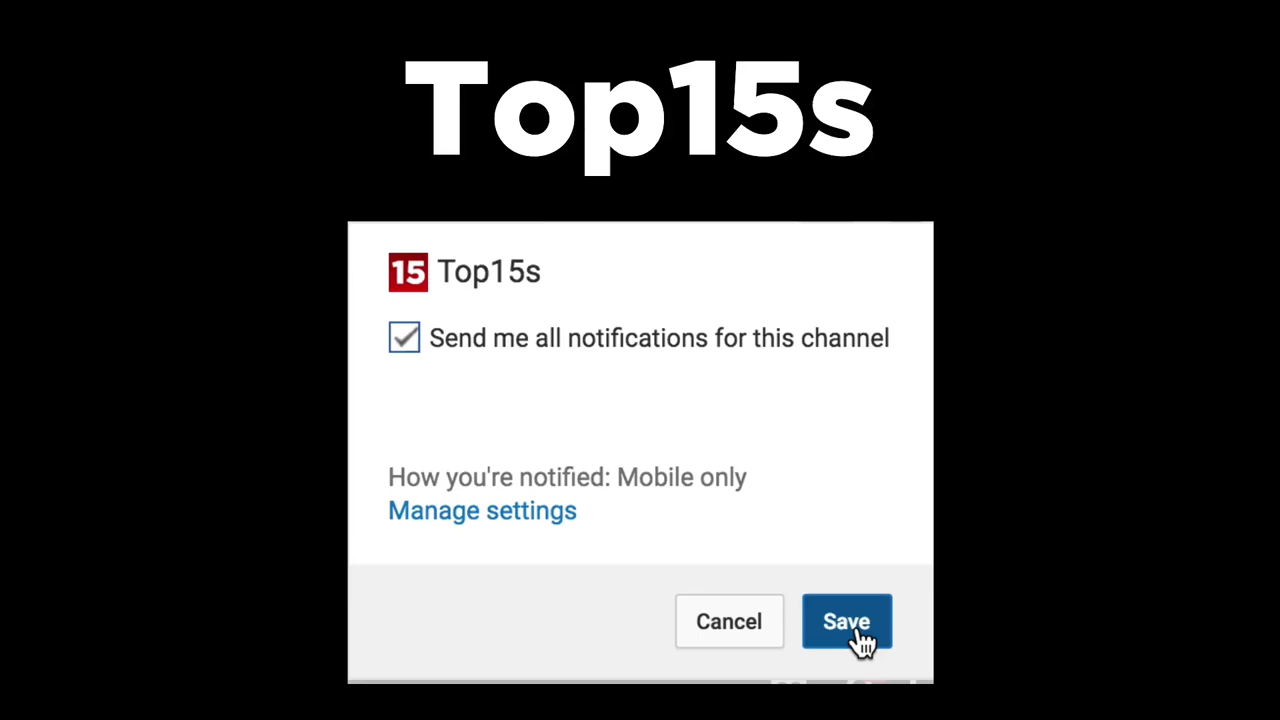 Top15s
15 Top15s
Send me all notifications for this channel
How you're notified: Mobile only
Manage settings
Cancel Save